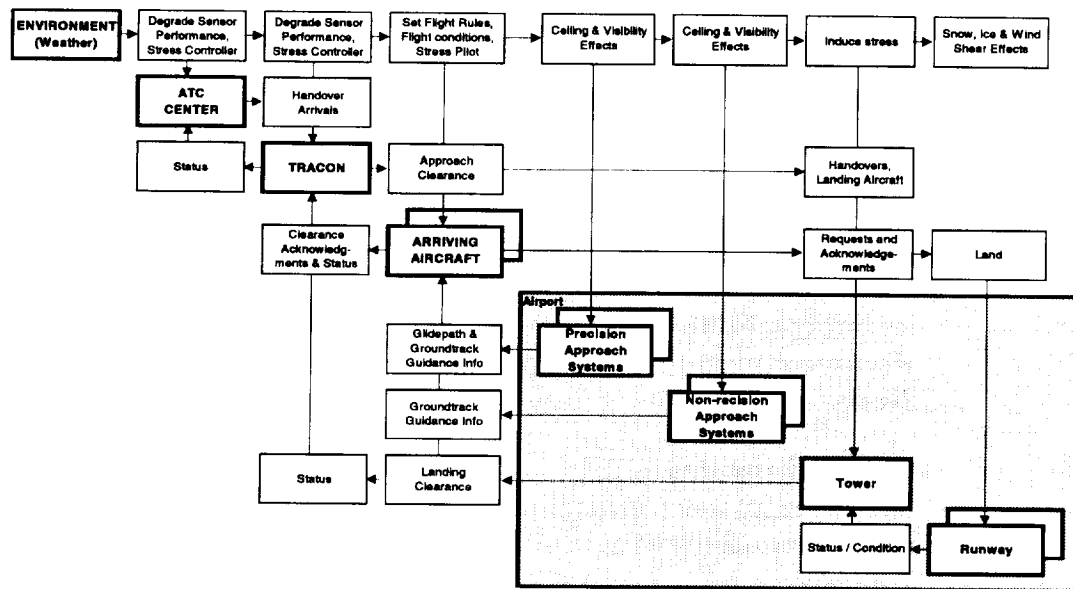 ENVIRONMENT
(Weather)
Degrade Sensor
Performance,
Stress Controller
Degrade Sensor
Performance,
Stress Controller
Set Flight Rules,
Flight conditions,
Stress Pilot
Ceiling & Visibility
Effects
Ceiling & Visibility
Effects
Induce stress
Snow, Ice & Wind
Shear Effects
ATC
CENTER
Handover
Arrivals
Status
TRACON
Approach
Clearance
Handovers,
Landing Aircraft
Clearance
Acknowledg-
ments & Status
ARRIVING
AIRCRAFT
Requests and
Acknowledge-
ments
Land
Airport
Glidepath &
Groundtrack
Guidance Info
Precision
Approach
Systems
Groundtrack
Guidance Info
Non-recision
Approach
Systems
Status
Landing
Clearance
Tower
Status / Condition
Runway